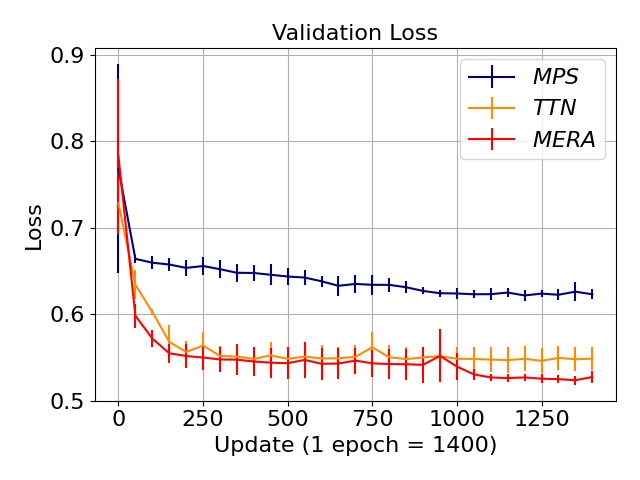 Validation Loss
0.9
0.8
0.7
0.6
0.5
Loss
MPS
TTN
MERA
0 250 500 750 1000 1250
Update (1 epoch = 1400)